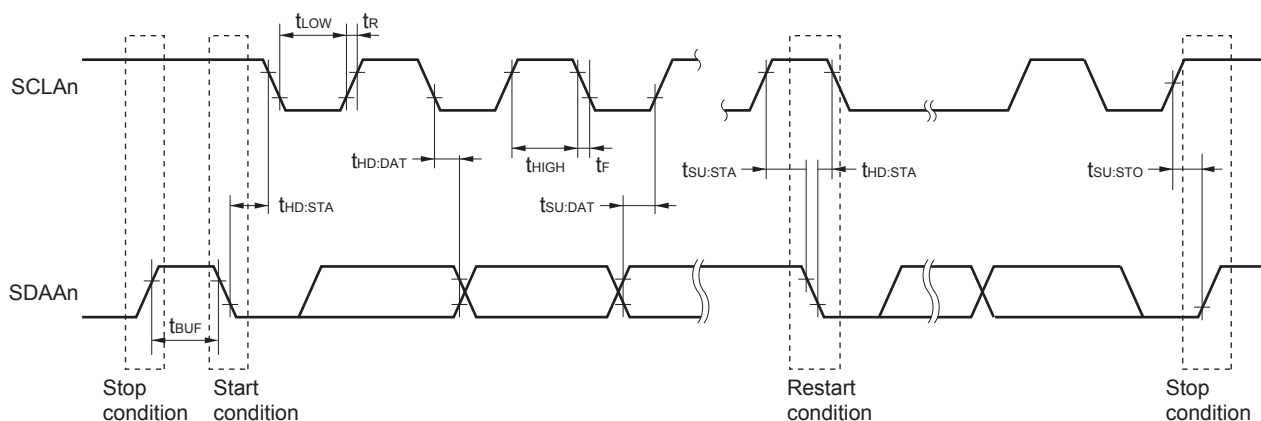 tLOW
tR
SCLAn
tHD:DAT
tHIGH
tF
tSU:STA
tHD:STA
tSU:STO
tHD:STA
tSU:DAT
SDAAn
tBUF
Stop
condition
Start
condition
Restart
condition
Stop
condition